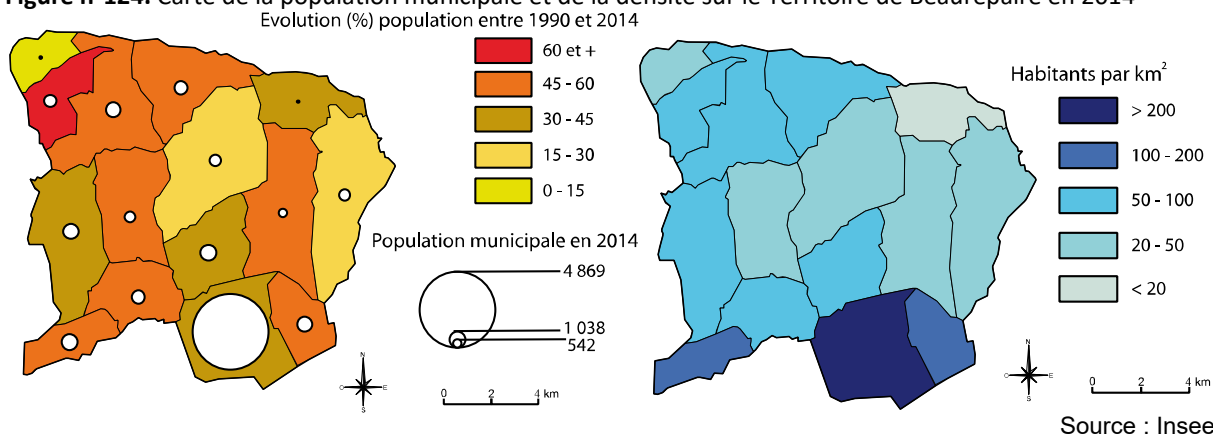 Figure n°124. Carte de la population municipale et de la densité sur le Territoire de Beaurepaire en 2014
Evolution (%) population entre 1990 et 2014
60 et +
45 - 60
30 - 45
15 - 30
0 - 15
Population municipale en 2014
4 869
1 038
542
N
O
E
S
0 2 4 km
Habitants par km²
> 200
100 - 200
50 - 100
20 - 50
< 20
N
O
E
S
0 2 4 km
Source : Insee